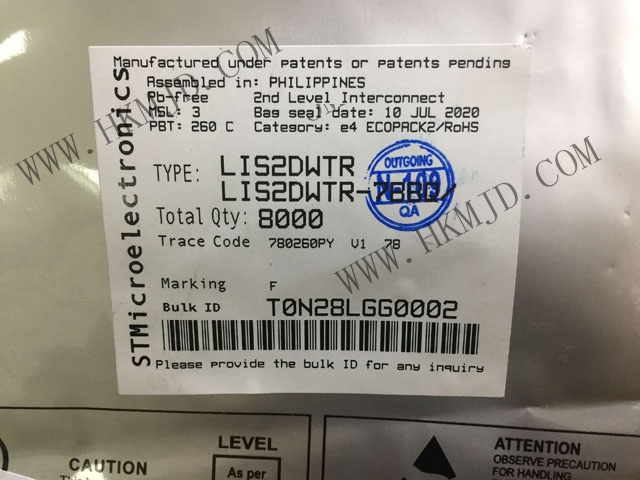 Manufactured under patents or patents pending
Assembled in: PHILIPPINES
Pb-free 2nd Level Interconnect
MSL: 3 Bag seal date: 10 JUL 2020
PBT: 260 C Category: e4 ECOPACK2/RoHS
TYPE: LIS2DWTR
LIS2DWTR
OUTGOING
QA
Total Qty: 8000
Trace Code 780260PY V1 78
Marking F
Bulk ID T0N28LGG0002
Please provide the bulk ID for any inquiry
STMicroelectronics
WWW.HKMJD.COM
WWW.HKMJD.COM
CAUTION
LEVEL
As per
ATTENTION
OBSERVE PRECAUTION
FOR HANDLING